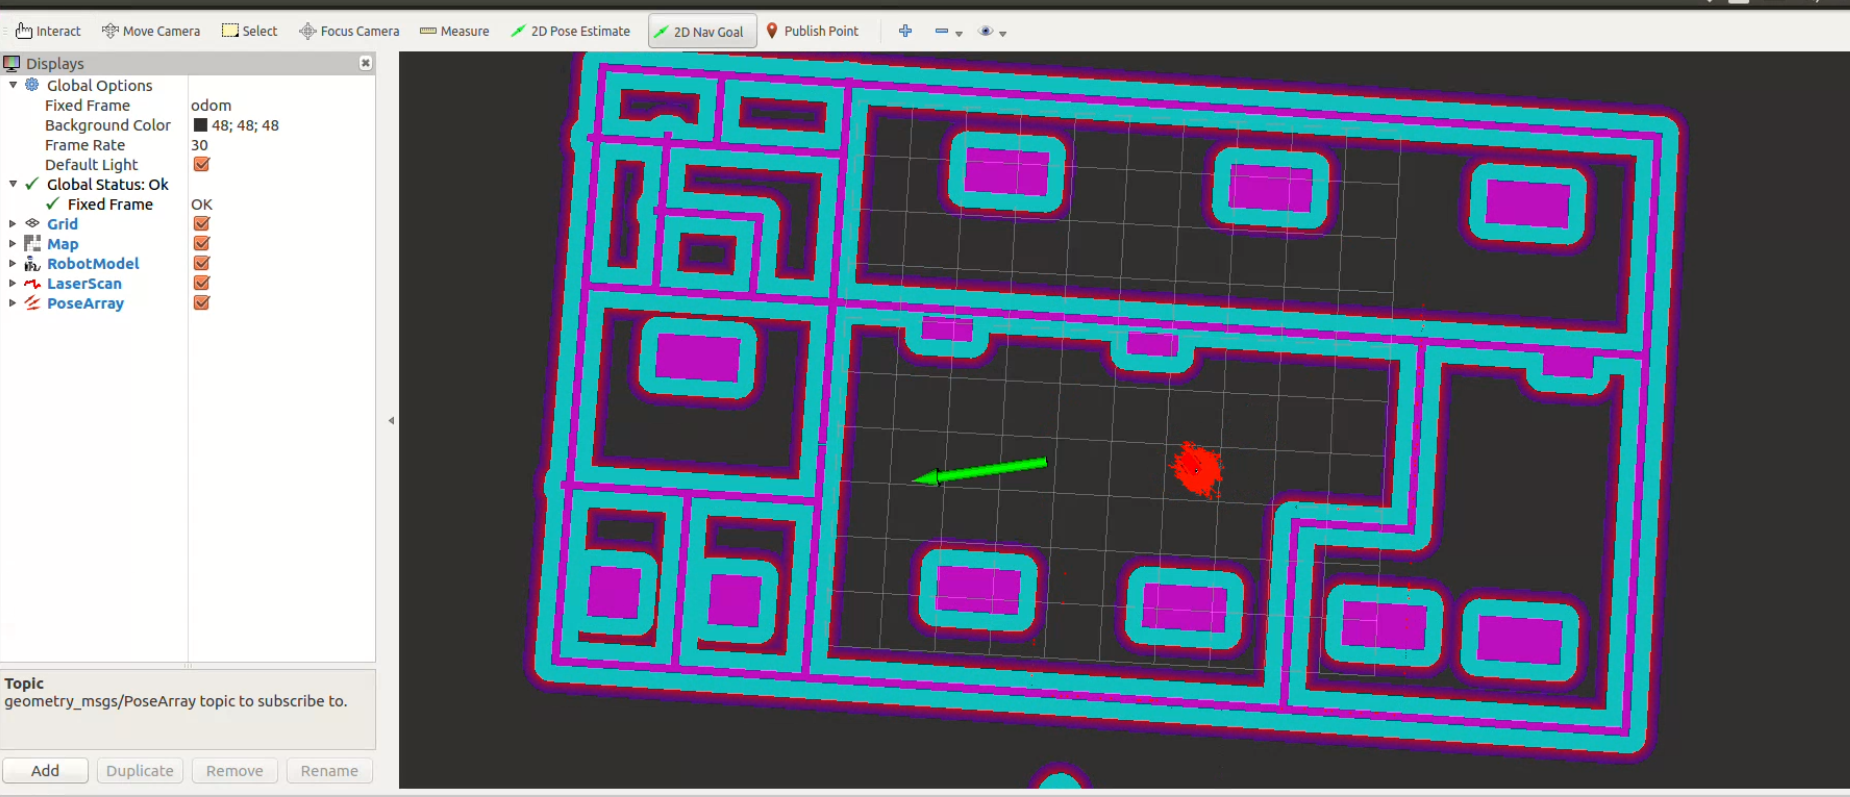 Interact Move Camera Select Focus Camera Measure 2D Pose Estimate 2D Nav Goal Publish Point
Displays
Global Options
Fixed Frame odom
Background Color 48; 48; 48
Frame Rate 30
Default Light
Global Status: Ok
Fixed Frame OK
Grid
Map
RobotModel
LaserScan
PoseArray
Topic
geometry_msgs/PoseArray topic to subscribe to.
Add Duplicate Remove Rename